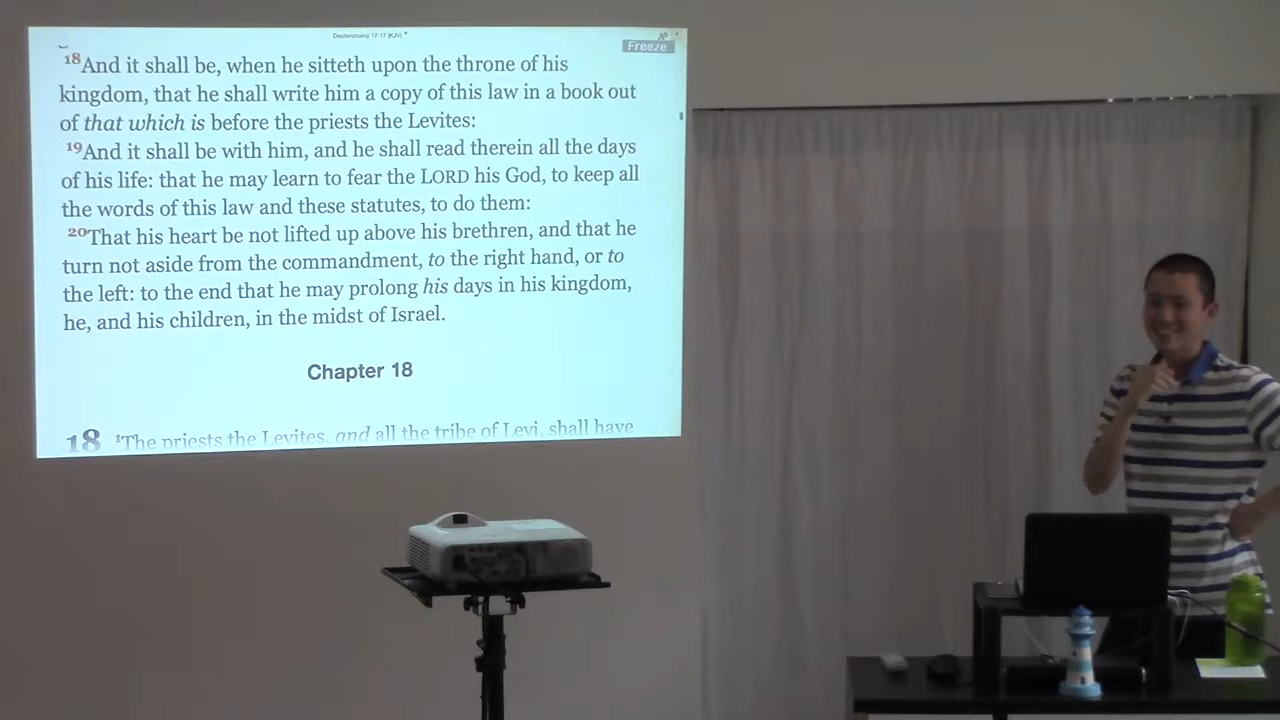 Deuteronomy 17:17 (KJV)
Freeze
18And it shall be, when he sitteth upon the throne of his
kingdom, that he shall write him a copy of this law in a book out
of that which is before the priests the Levites:
19And it shall be with him, and he shall read therein all the days
of his life: that he may learn to fear the LORD his God, to keep all
the words of this law and these statutes, to do them:
20That his heart be not lifted up above his brethren, and that he
turn not aside from the commandment, to the right hand, or to
the left: to the end that he may prolong his days in his kingdom,
he, and his children, in the midst of Israel.
Chapter 18
18 1The priests the Levites, and all the tribe of Levi, shall have